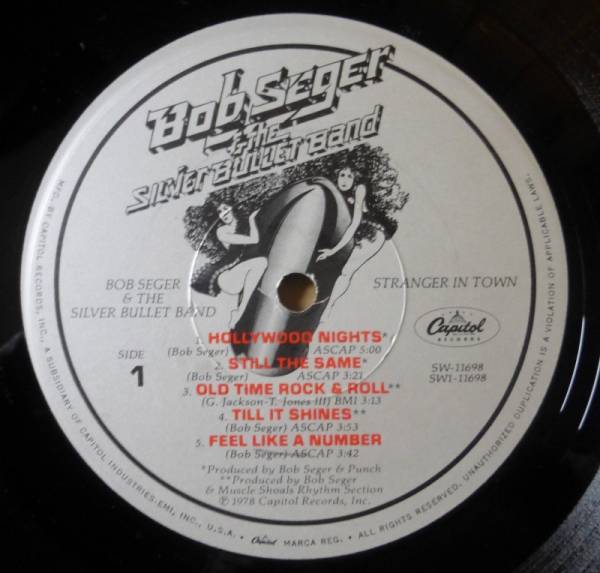 Bob Seger
& The
Silver Bullet Band
BOB SEGER
& THE
SILVER BULLET BAND
STRANGER IN TOWN
Capitol
RECORDS
SIDE
1
SW-11698
SW1-11698
1. HOLLYWOOD NIGHTS*
(Bob Seger) ASCAP 5:00
2. STILL THE SAME*
(Bob Seger) ASCAP 3:21
3. OLD TIME ROCK & ROLL**
(G. Jackson-T. Jones III) BMI 3:13
4. TILL IT SHINES**
(Bob Seger) ASCAP 3:53
5. FEEL LIKE A NUMBER
(Bob Seger) ASCAP 3:42
*Produced by Bob Seger & Punch
**Produced by Bob Seger
& Muscle Shoals Rhythm Section
℗ 1978 Capitol Records, Inc.
MFG. BY CAPITOL RECORDS, INC., A SUBSIDIARY OF CAPITOL INDUSTRIES-EMI, INC., U.S.A. • Capitol MARCA REG. • ALL RIGHTS RESERVED. UNAUTHORIZED DUPLICATION IS A VIOLATION OF APPLICABLE LAWS.